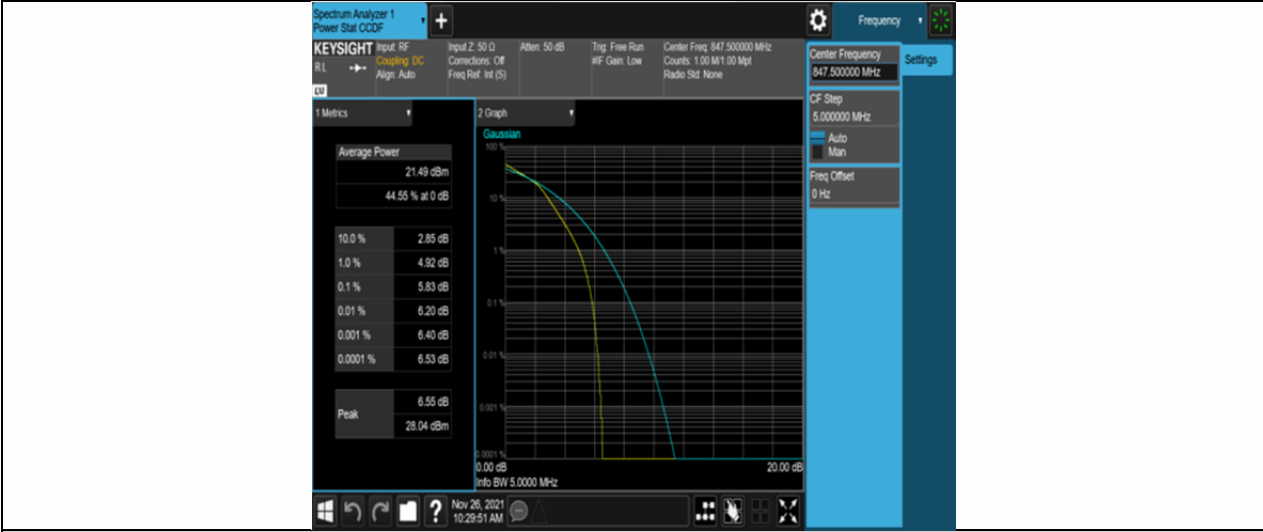 Spectrum Analyzer 1
Power Stat CCDF
+
Frequency
KEYSIGHT
RL
LV
Input: RF
Coupling: DC
Align: Auto
Input Z: 50 Ω
Corrections: Off
Freq Ref: Int (S)
Atten: 50 dB
Trig: Free Run
#IF Gain: Low
Center Freq: 847.500000 MHz
Counts: 1.00 M/1.00 Mpt
Radio Std: None
Center Frequency
847.500000 MHz
Settings
CF Step
5.000000 MHz
Auto
Man
Freq Offset
0 Hz
1 Metrics
Average Power
21.49 dBm
44.55 % at 0 dB
10.0 % 2.85 dB
1.0 % 4.92 dB
0.1 % 5.83 dB
0.01 % 6.20 dB
0.001 % 6.40 dB
0.0001 % 6.53 dB
Peak
6.55 dB
28.04 dBm
2 Graph
Gaussian
100 %
10 %
1 %
0.1 %
0.01 %
0.001 %
0.0001 %
0.00 dB 20.00 dB
Info BW 5.0000 MHz
?
Nov 26, 2021
10:29:51 AM